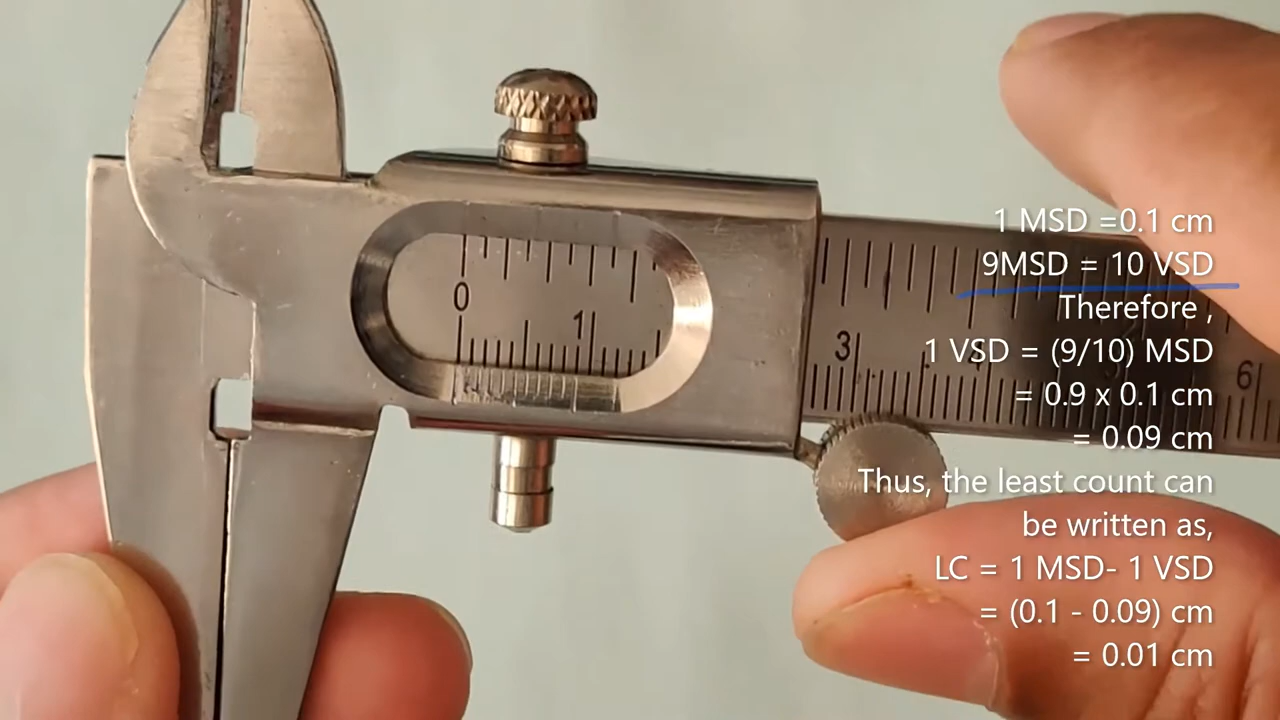 0
1
3
4
6
1 MSD =0.1 cm
9MSD = 10 VSD
Therefore ,
1 VSD = (9/10) MSD
= 0.9 x 0.1 cm
= 0.09 cm
Thus, the least count can
be written as,
LC = 1 MSD- 1 VSD
= (0.1 - 0.09) cm
= 0.01 cm